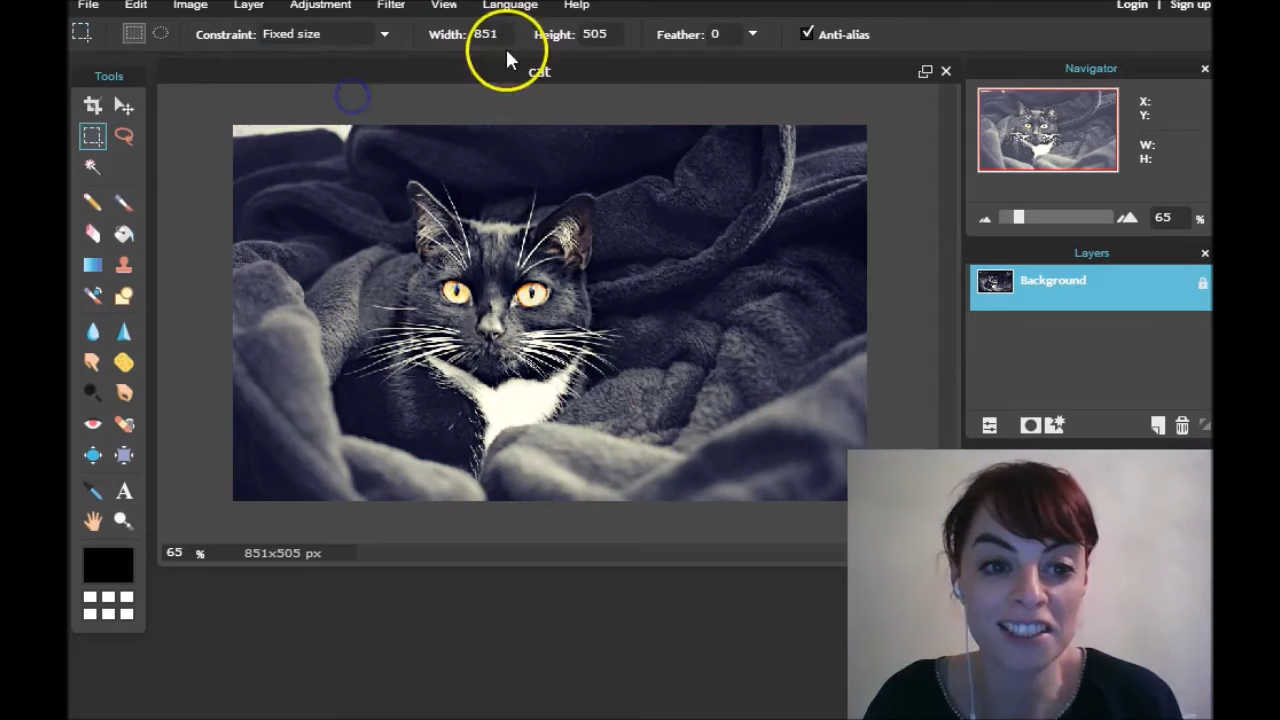 File Edit Image Layer Adjustment Filter View Language Help Login | Sign up
Constraint: Fixed size Width: 851 Height: 505 Feather: 0 Anti-alias
Tools
cat
Navigator
X:
Y:
W:
H:
65 %
Layers
Background
A
65 % 851x505 px